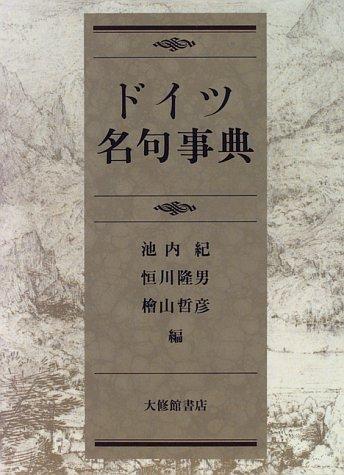 ドイツ
名句事典
池内紀
恒川隆男
檜山哲彦
編
大修館書店